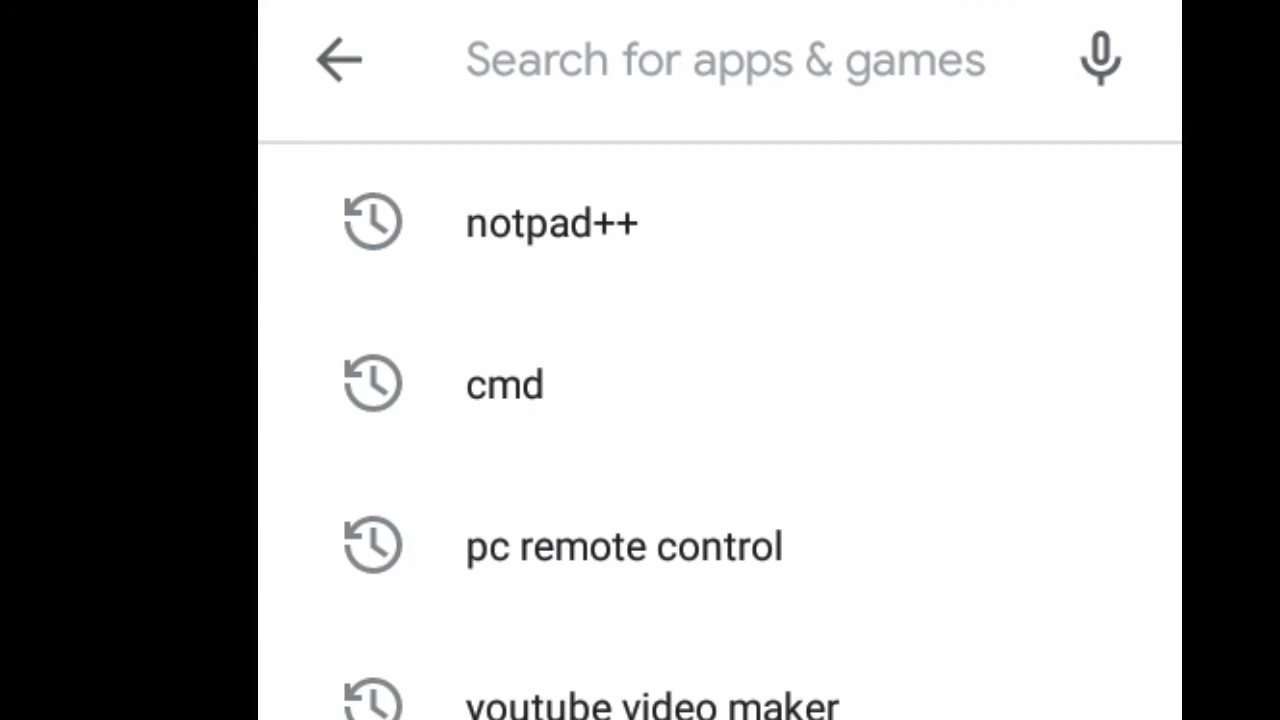 Search for apps & games
notpad++
cmd
pc remote control
youtube video maker